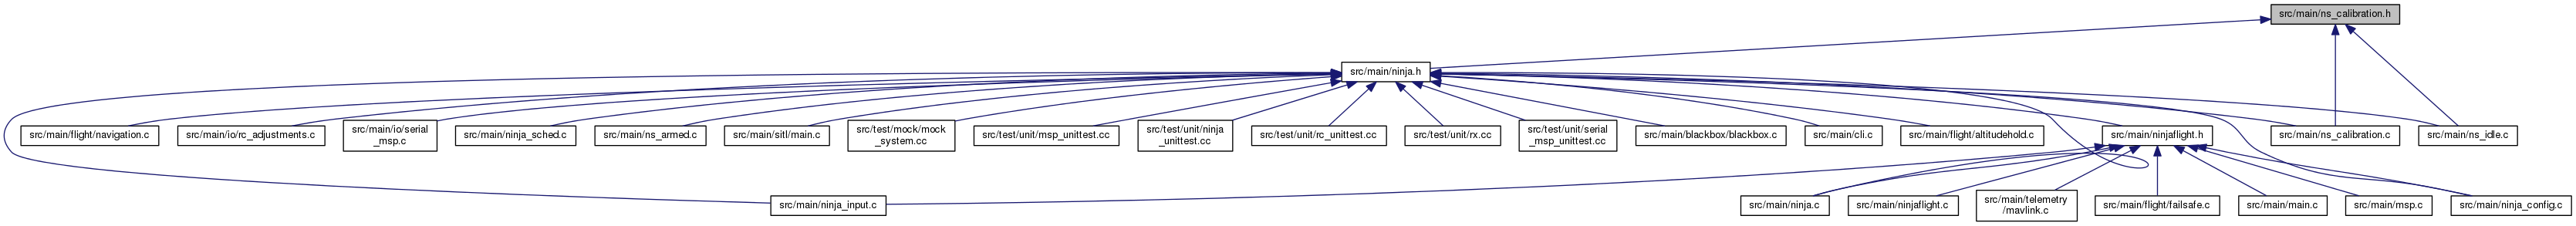 src/main/ns_calibration.h
src/main/ninja.h
src/main/flight/navigation.c
src/main/io/rc_adjustments.c
src/main/io/serial
_msp.c
src/main/ninja_sched.c
src/main/ns_armed.c
src/main/sitl/main.c
src/test/mock/mock
_system.cc
src/test/unit/msp_unittest.cc
src/test/unit/ninja
_unittest.cc
src/test/unit/rc_unittest.cc
src/test/unit/rx.cc
src/test/unit/serial
_msp_unittest.cc
src/main/blackbox/blackbox.c
src/main/cli.c
src/main/flight/altitudehold.c
src/main/ninjaflight.h
src/main/ns_calibration.c
src/main/ns_idle.c
src/main/ninja_input.c
src/main/ninja.c
src/main/ninjaflight.c
src/main/telemetry
/mavlink.c
src/main/flight/failsafe.c
src/main/main.c
src/main/msp.c
src/main/ninja_config.c